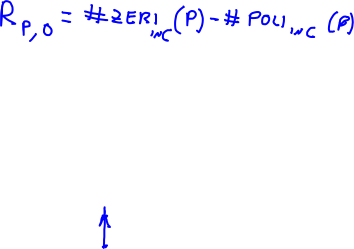 R_{P,0} = #ZERI_{INC}(P) - # POLI_{INC}(P)